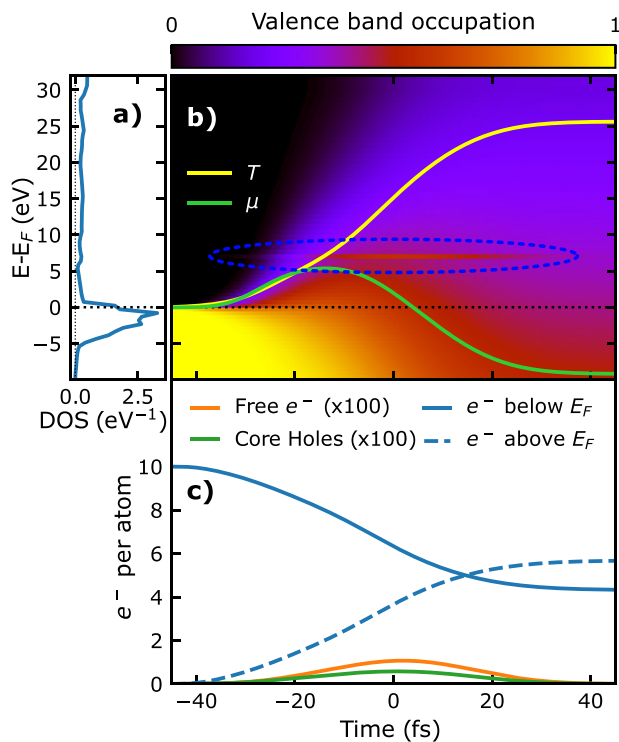 Valence band occupation
0 1
a) b)
E-E_F (eV)
30
25
20
15
10
5
0
−5
T
μ
0.0 2.5
DOS (eV⁻¹)
Free e⁻ (x100) e⁻ below E_F
Core Holes (x100) e⁻ above E_F
c)
e⁻ per atom
10
8
6
4
2
0
−40 −20 0 20 40
Time (fs)